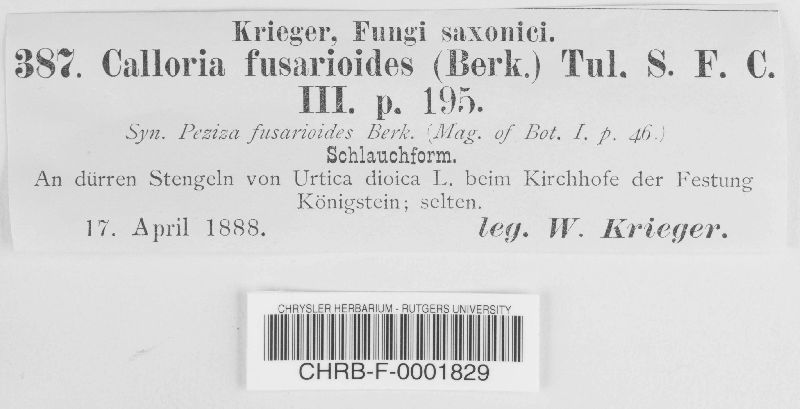 Krieger, Fungi saxonici.
387. Calloria fusarioides (Berk.) Tul. S. F. C.
III. p. 195.
Syn. Peziza fusarioides Berk. (Mag. of Bot. I. p. 46.)
Schlauchform.
An dürren Stengeln von Urtica dioica L. beim Kirchhofe der Festung
Königstein; selten.
17. April 1888. leg. W. Krieger.
CHRYSLER HERBARIUM - RUTGERS UNIVERSITY
CHRB-F-0001829